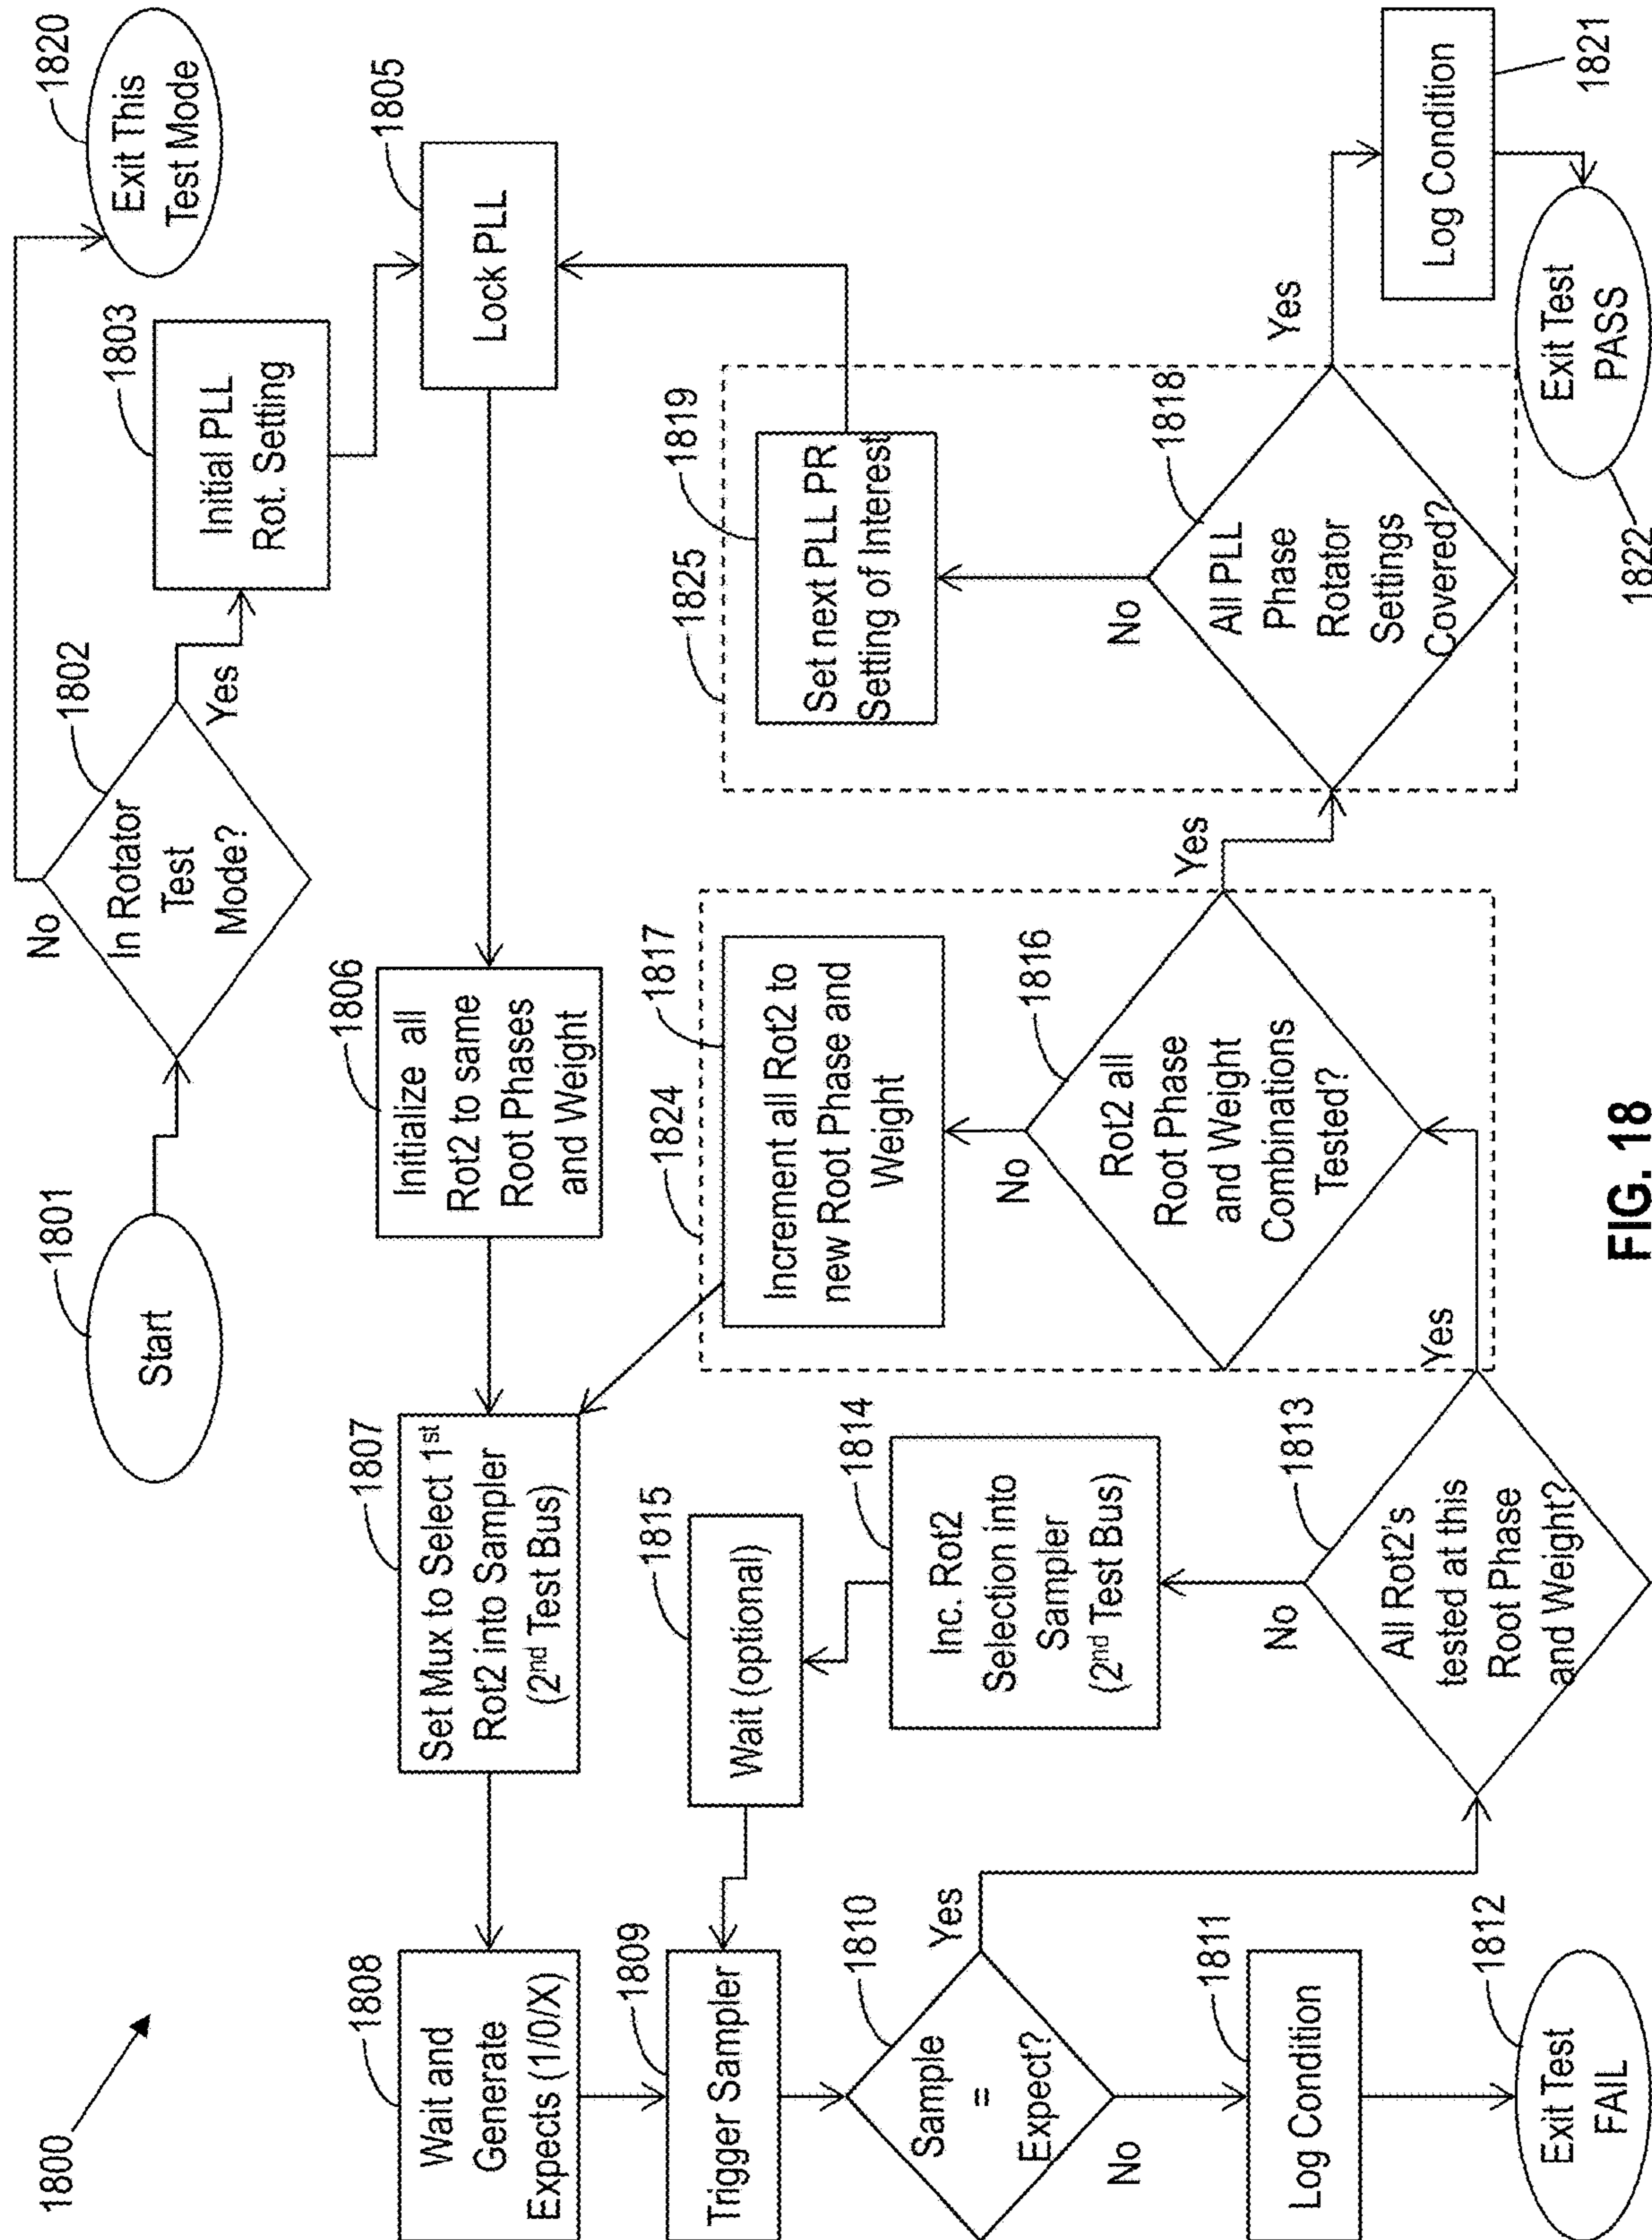 1800
1801
Start
No
1802
In Rotator
Test
Mode?
Yes
1820
Exit This
Test Mode
1803
Initial PLL
Rot. Setting
1805
Lock PLL
1806
Initialize all
Rot2 to same
Root Phases
and Weight
1807
Set Mux to Select 1st
Rot2 into Sampler
(2nd Test Bus)
1808
Wait and
Generate
Expects (1/0/X)
1809
Trigger Sampler
1810
Sample
=
Expect?
Yes
No
1811
Log Condition
1812
Exit Test
FAIL
1815
Wait (optional)
1814
Inc. Rot2
Selection into
Sampler
(2nd Test Bus)
1813
No
All Rot2's
tested at this
Root Phase
and Weight?
Yes
1824
1817
Increment all Rot2 to
new Root Phase and
Weight
1816
No
Rot2 all
Root Phase
and Weight
Combinations
Tested?
Yes
1825
1819
Set next PLL PR
Setting of Interest
1818
No
All PLL
Phase
Rotator
Settings
Covered?
Yes
Log Condition
1821
Exit Test
PASS
1822
FIG. 18